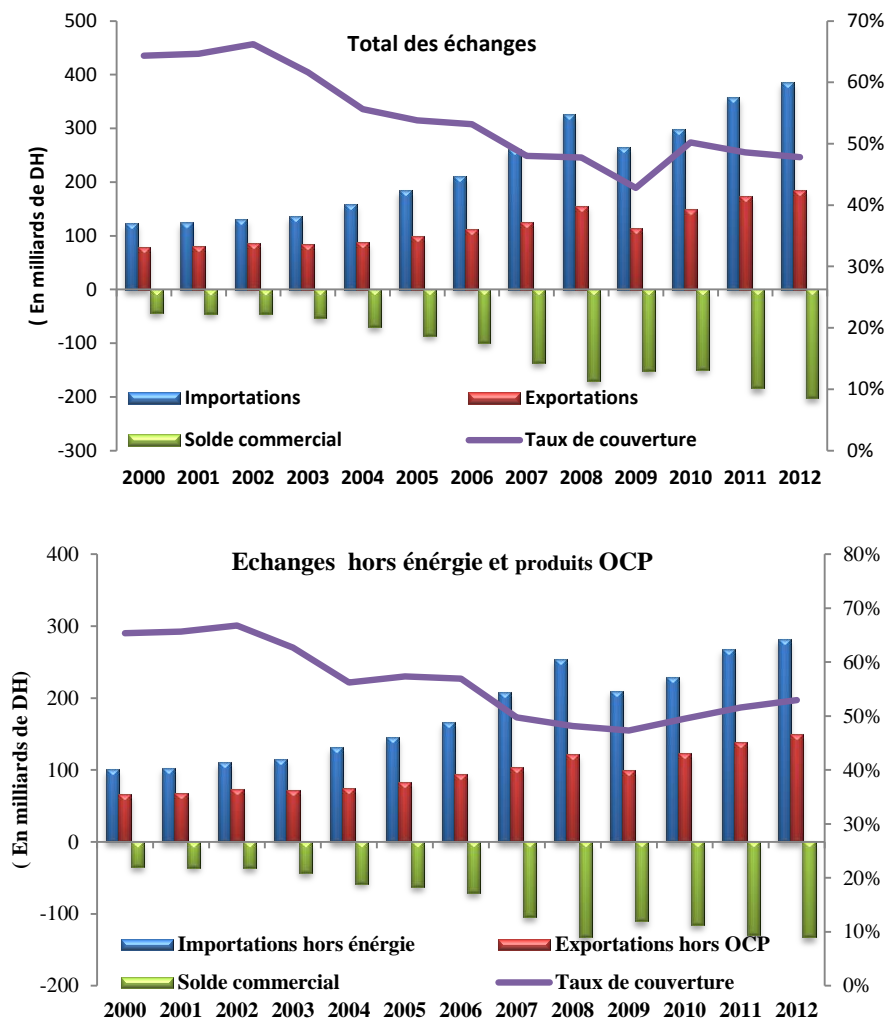 Total des échanges
500
400
300
200
100
0
-100
-200
-300
( En milliards de DH)
70%
60%
50%
40%
30%
20%
10%
0%
Importations
Exportations
Solde commercial
Taux de couverture
2000 2001 2002 2003 2004 2005 2006 2007 2008 2009 2010 2011 2012
Echanges hors énérgie et produits OCP
400
300
200
100
0
-100
-200
( En milliards de DH)
80%
70%
60%
50%
40%
30%
20%
10%
0%
Importations hors énérgie
Exportations hors OCP
Solde commercial
Taux de couverture
2000 2001 2002 2003 2004 2005 2006 2007 2008 2009 2010 2011 2012